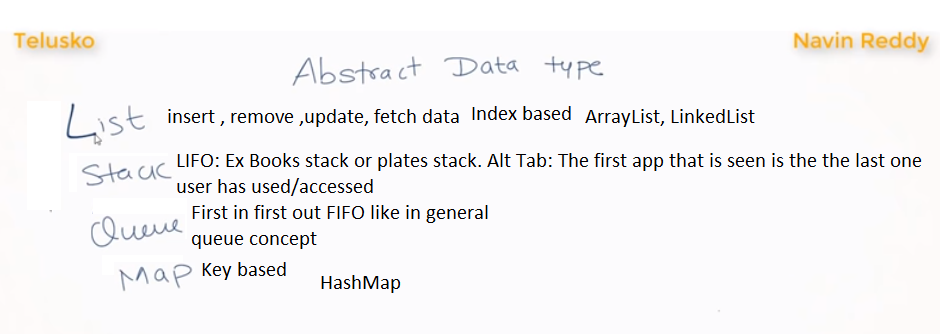 Telusko Navin Reddy
Abstract Data type
List insert , remove ,update, fetch data Index based ArrayList, LinkedList
Stack LIFO: Ex Books stack or plates stack. Alt Tab: The first app that is seen is the the last one
user has used/accessed
Queue First in first out FIFO like in general
queue concept
Map Key based
HashMap